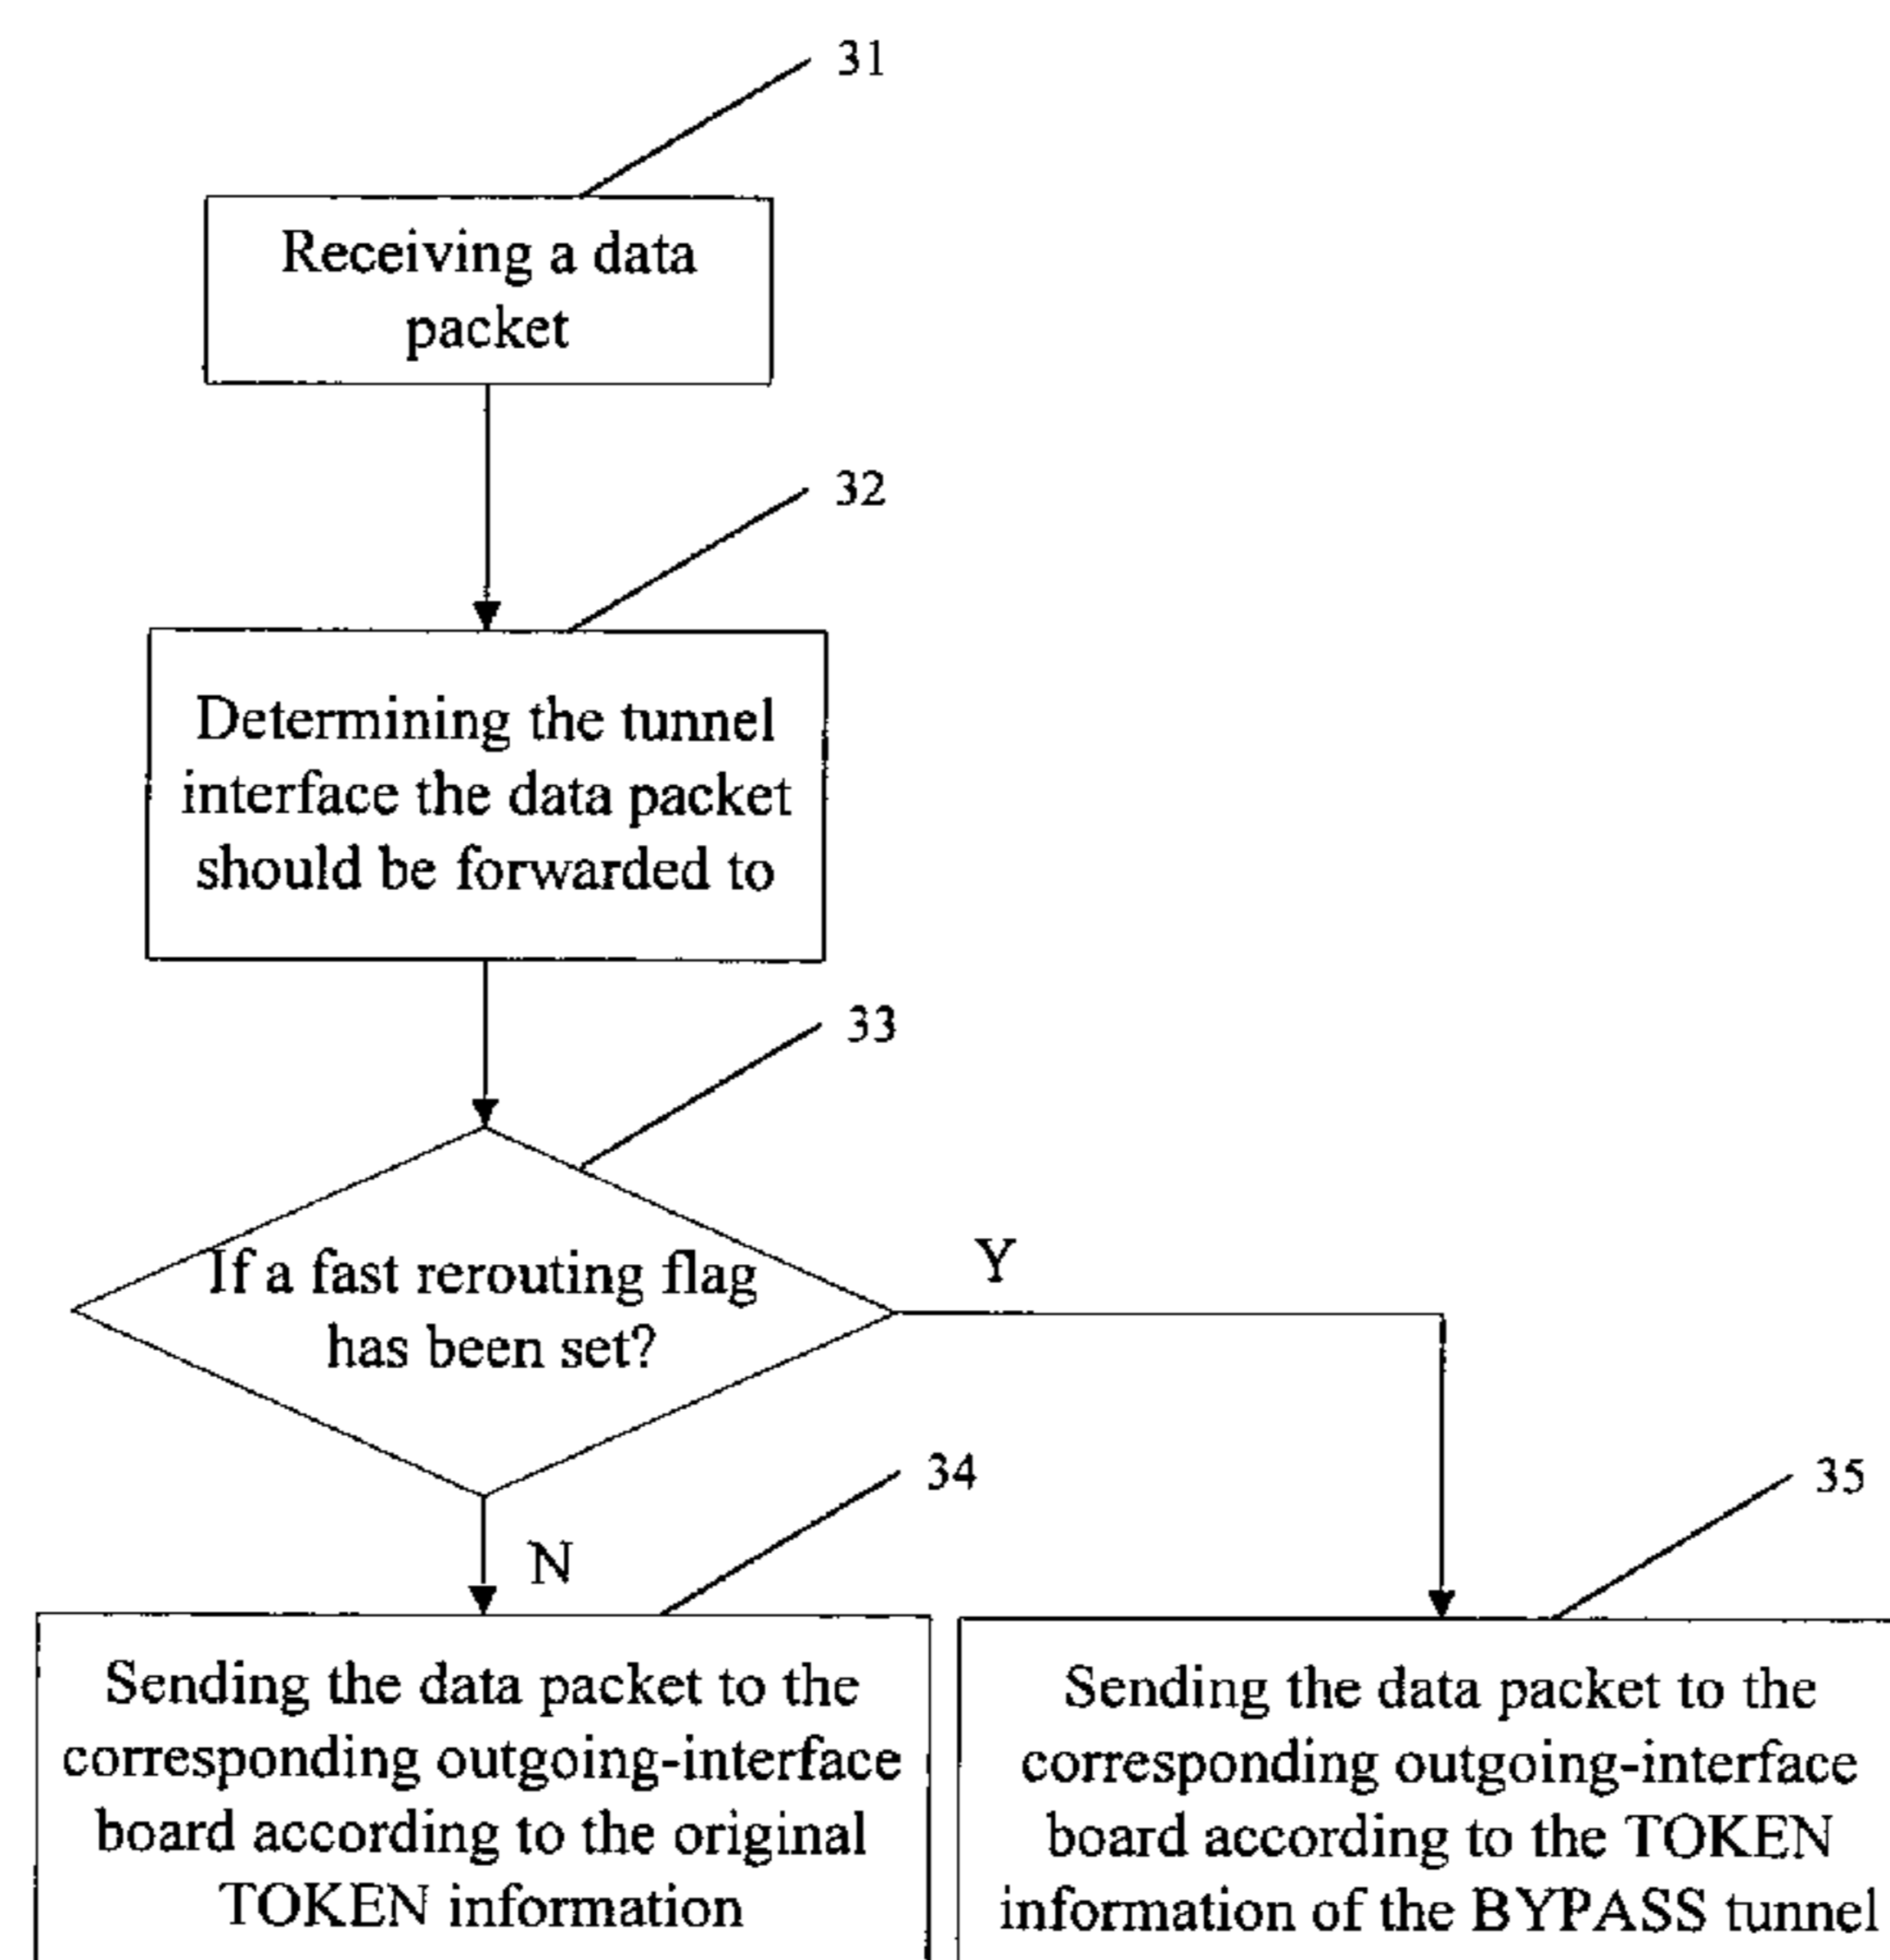 31
Receiving a data
packet
32
Determining the tunnel
interface the data packet
should be forwarded to
33
If a fast rerouting flag
has been set?
Y
N
34
Sending the data packet to the
corresponding outgoing-interface
board according to the original
TOKEN information
35
Sending the data packet to the
corresponding outgoing-interface
board according to the TOKEN
information of the BYPASS tunnel